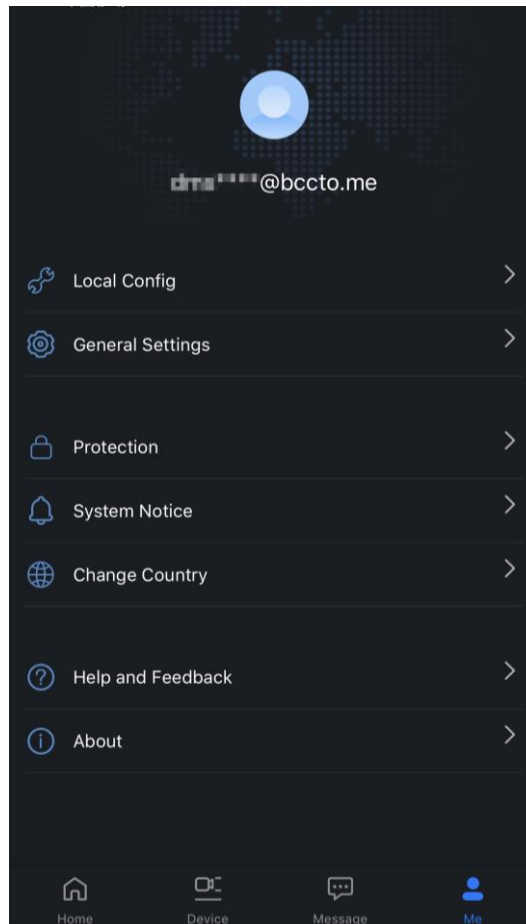 @bccto.me
Local Config
General Settings
Protection
System Notice
Change Country
Help and Feedback
About
Home
Device
Message
Me